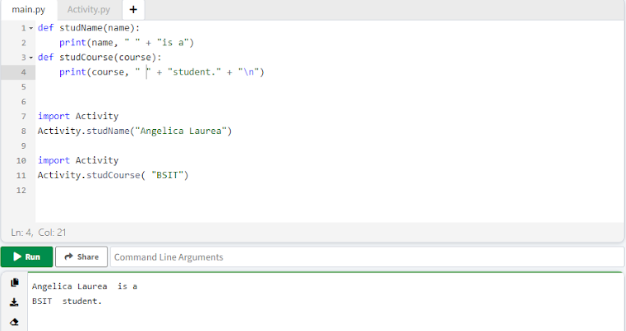 main.py Activity.py +
1 def studName(name):
2 print(name, " " + "is a")
3 def studCourse(course):
4 print(course, " " + "student." + "\n")
5
6
7 import Activity
8 Activity.studName("Angelica Laurea")
9
10 import Activity
11 Activity.studCourse( "BSIT")
12
Ln: 4, Col: 21
Run Share Command Line Arguments
Angelica Laurea  is a
BSIT  student.